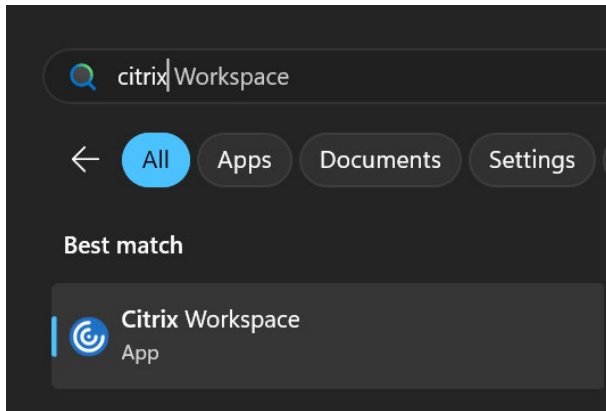 citrix Workspace
All Apps Documents Settings
Best match
Citrix Workspace
App